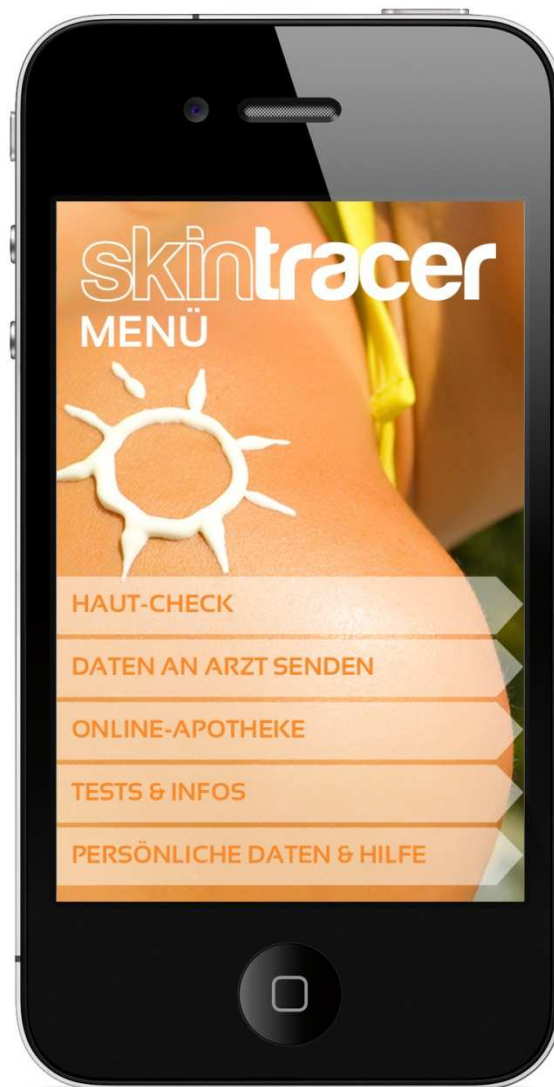 skintracer
MENÜ
HAUT-CHECK
DATEN AN ARZT SENDEN
ONLINE-APOTHEKE
TESTS & INFOS
PERSÖNLICHE DATEN & HILFE